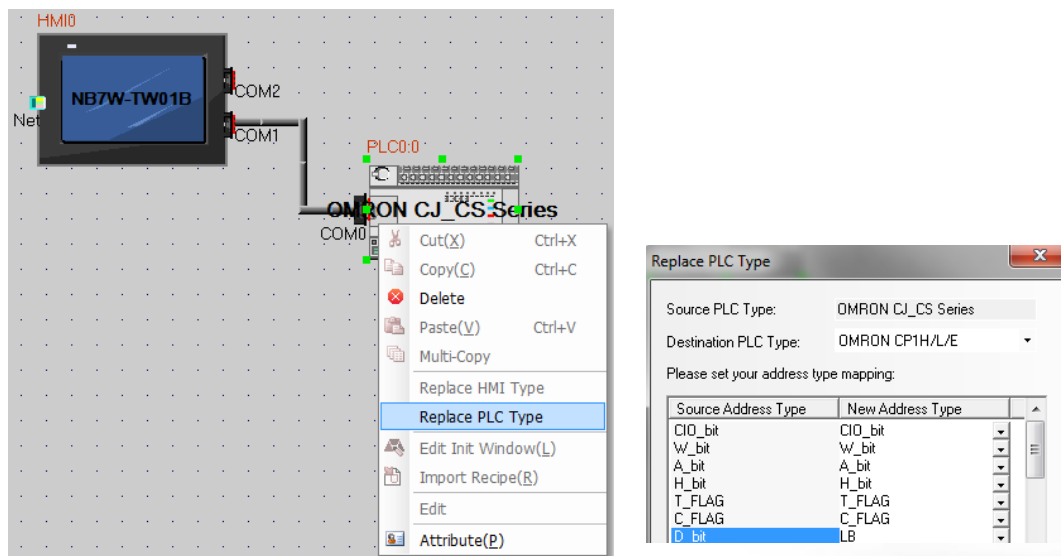 HMI0
NB7W-TW01B
COM2
Net
COM1
PLC0:0
OMRON CJ_CS Series
COM0
Cut(X) Ctrl+X
Copy(C) Ctrl+C
Delete
Paste(V) Ctrl+V
Multi-Copy
Replace HMI Type
Replace PLC Type
Edit Init Window(L)
Import Recipe(R)
Edit
Attribute(P)
Replace PLC Type
Source PLC Type: OMRON CJ_CS Series
Destination PLC Type: OMRON CP1H/L/E
Please set your address type mapping:
Source Address Type New Address Type
CIO_bit CIO_bit
W_bit W_bit
A_bit A_bit
H_bit H_bit
T_FLAG T_FLAG
C_FLAG C_FLAG
D_bit LB